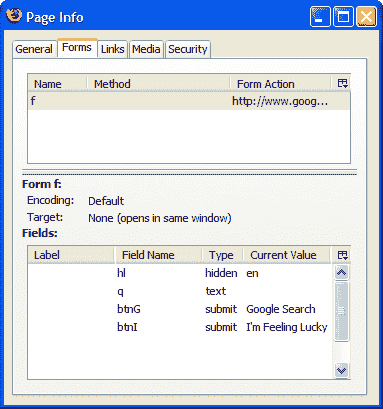 Page Info
General Forms Links Media Security
Name Method Form Action
f http://www.goog...
Form f:
Encoding: Default
Target: None (opens in same window)
Fields:
Label Field Name Type Current Value
hl hidden en
q text
btnG submit Google Search
btnI submit I'm Feeling Lucky